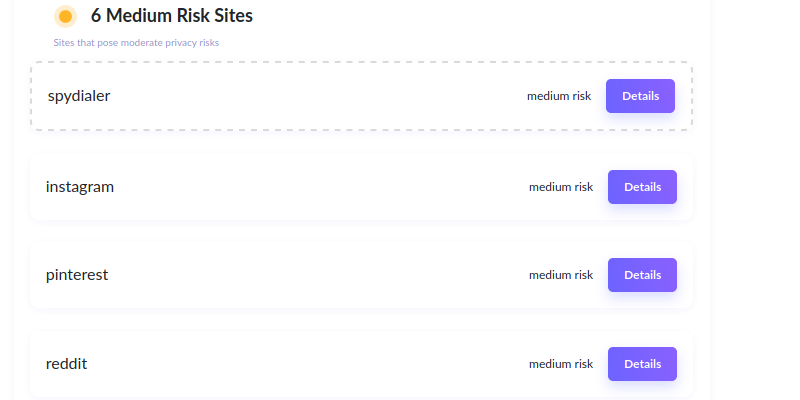 6 Medium Risk Sites
Sites that pose moderate privacy risks
spydialer medium risk Details
instagram medium risk Details
pinterest medium risk Details
reddit medium risk Details